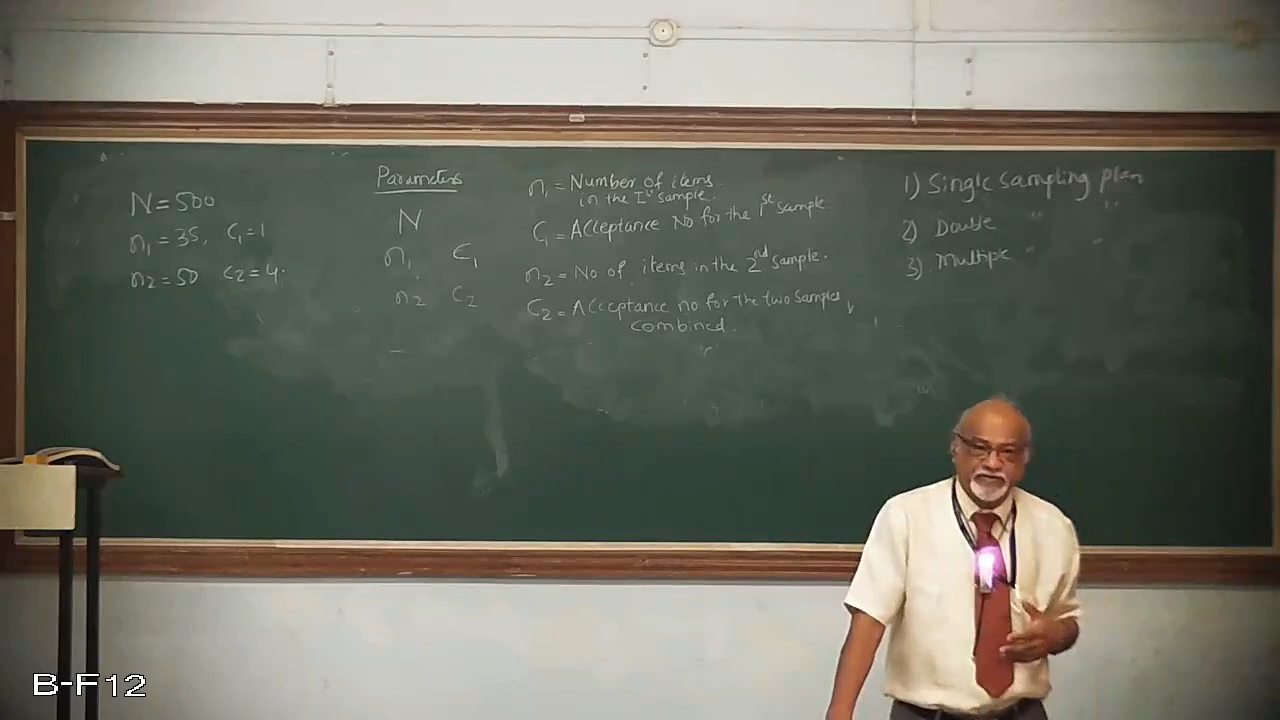 N = 500
n1 = 35, C1 = 1
n2 = 50 C2 = 4.
Parameters
N
n1 C1
n2 C2
n1 = Number of items
in the Ist sample.
C1 = Acceptance No for the 1st sample
n2 = No of items in the 2nd sample.
C2 = Acceptance no for the two samples
combined.
1) Single sampling plan
2) Double " "
3) Multiple " "
B-F12